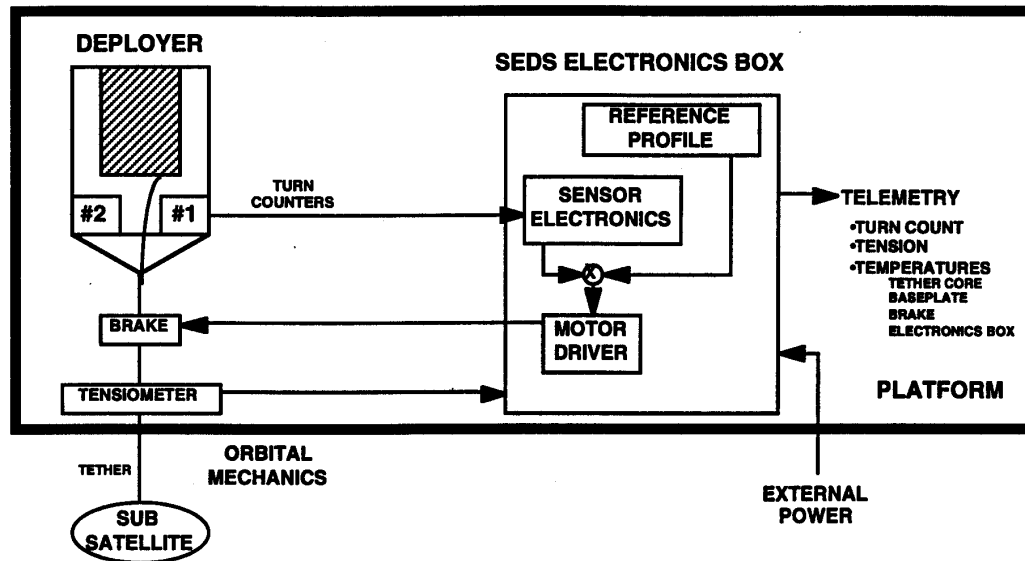 DEPLOYER
#2
#1
TURN
COUNTERS
BRAKE
TENSIOMETER
TETHER
SUB
SATELLITE
ORBITAL
MECHANICS
SEDS ELECTRONICS BOX
REFERENCE
PROFILE
SENSOR
ELECTRONICS
X
MOTOR
DRIVER
TELEMETRY
•TURN COUNT
•TENSION
•TEMPERATURES
TETHER CORE
BASEPLATE
BRAKE
ELECTRONICS BOX
PLATFORM
EXTERNAL
POWER